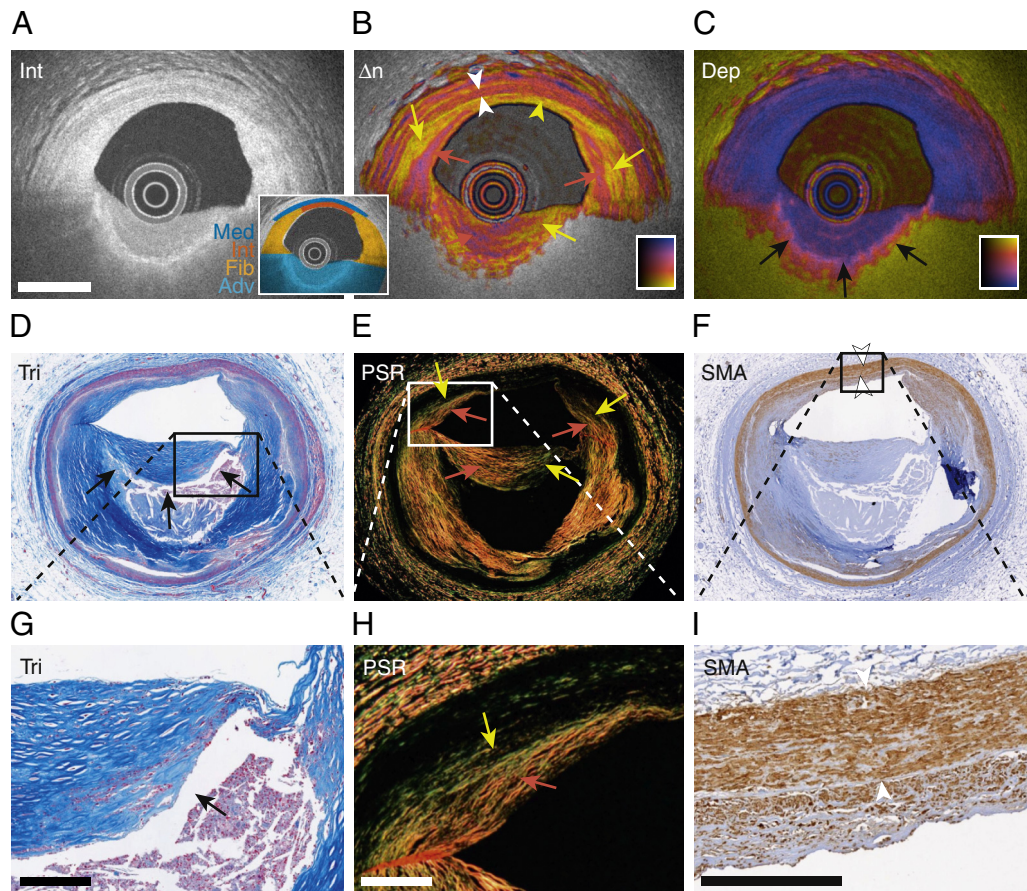 A
B
C
Int
Δn
Dep
Med
Int
Fib
Adv
D
E
F
Tri
PSR
SMA
G
H
I
Tri
PSR
SMA